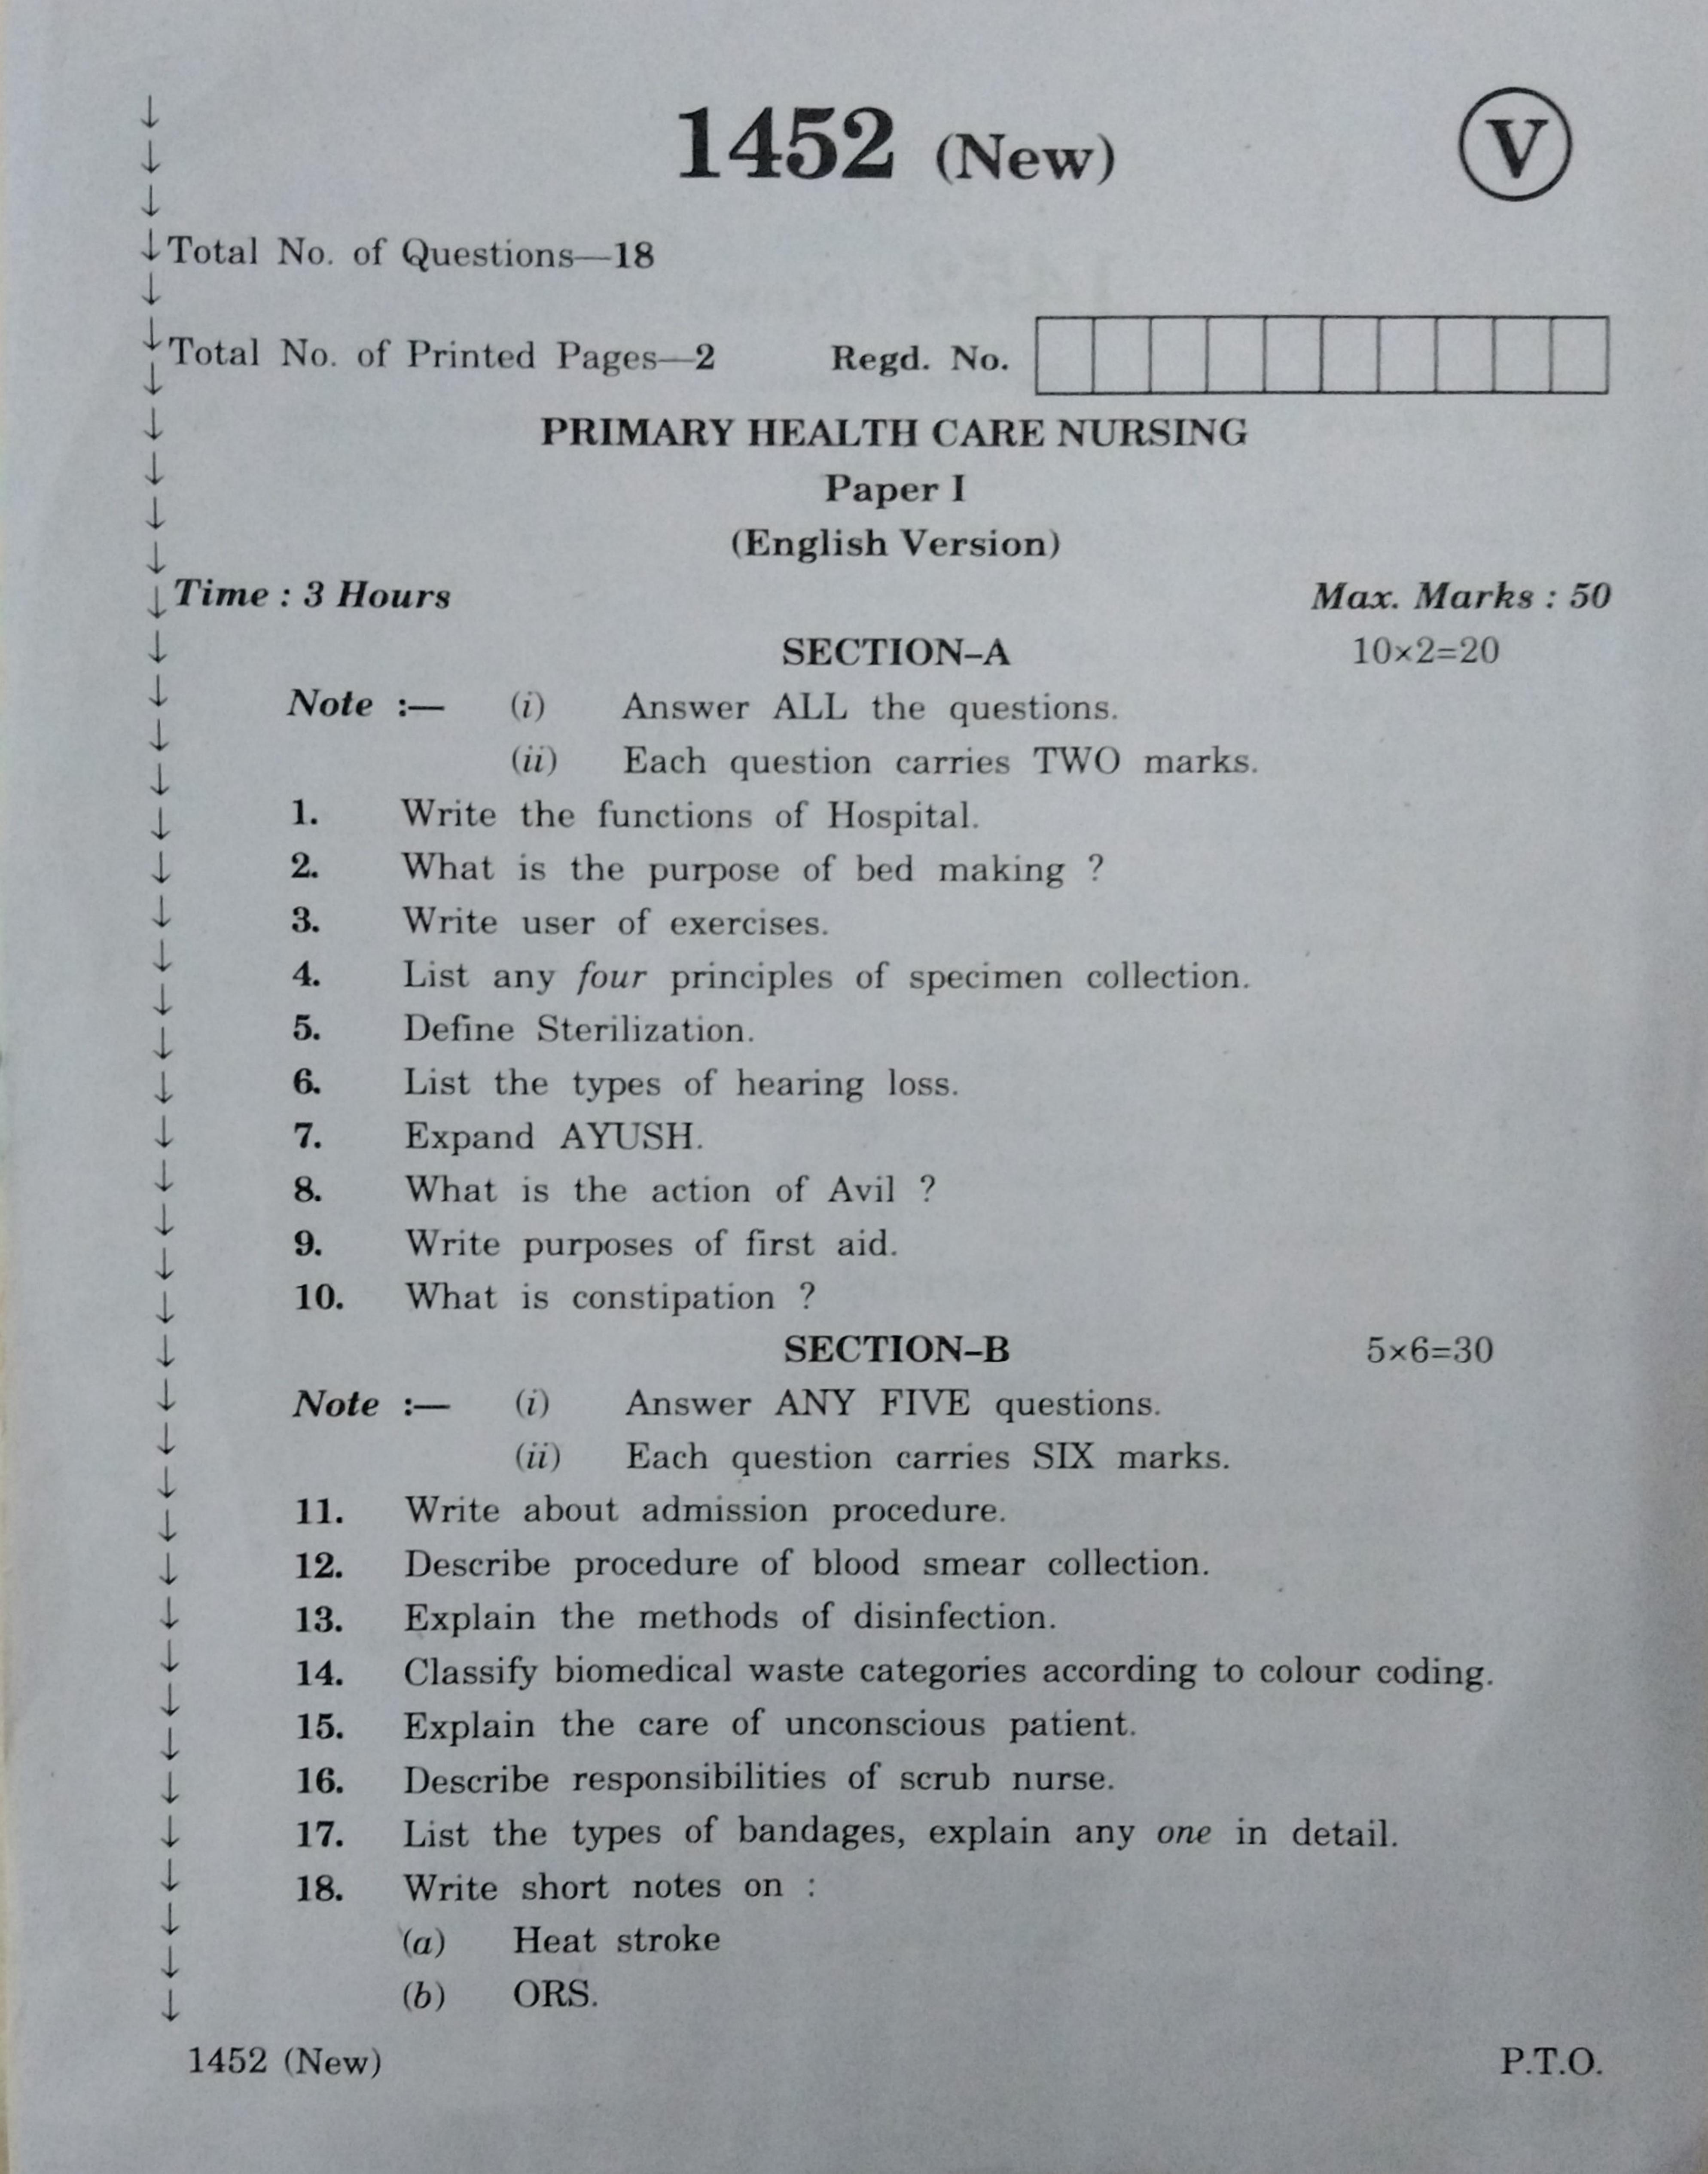 1452 (New)
V
Total No. of Questions—18
Total No. of Printed Pages—2 Regd. No.
PRIMARY HEALTH CARE NURSING
Paper I
(English Version)
Time : 3 Hours Max. Marks : 50
SECTION–A 10×2=20
Note :— (i) Answer ALL the questions.
(ii) Each question carries TWO marks.
1. Write the functions of Hospital.
2. What is the purpose of bed making ?
3. Write user of exercises.
4. List any four principles of specimen collection.
5. Define Sterilization.
6. List the types of hearing loss.
7. Expand AYUSH.
8. What is the action of Avil ?
9. Write purposes of first aid.
10. What is constipation ?
SECTION–B 5×6=30
Note :— (i) Answer ANY FIVE questions.
(ii) Each question carries SIX marks.
11. Write about admission procedure.
12. Describe procedure of blood smear collection.
13. Explain the methods of disinfection.
14. Classify biomedical waste categories according to colour coding.
15. Explain the care of unconscious patient.
16. Describe responsibilities of scrub nurse.
17. List the types of bandages, explain any one in detail.
18. Write short notes on :
(a) Heat stroke
(b) ORS.
1452 (New) P.T.O.